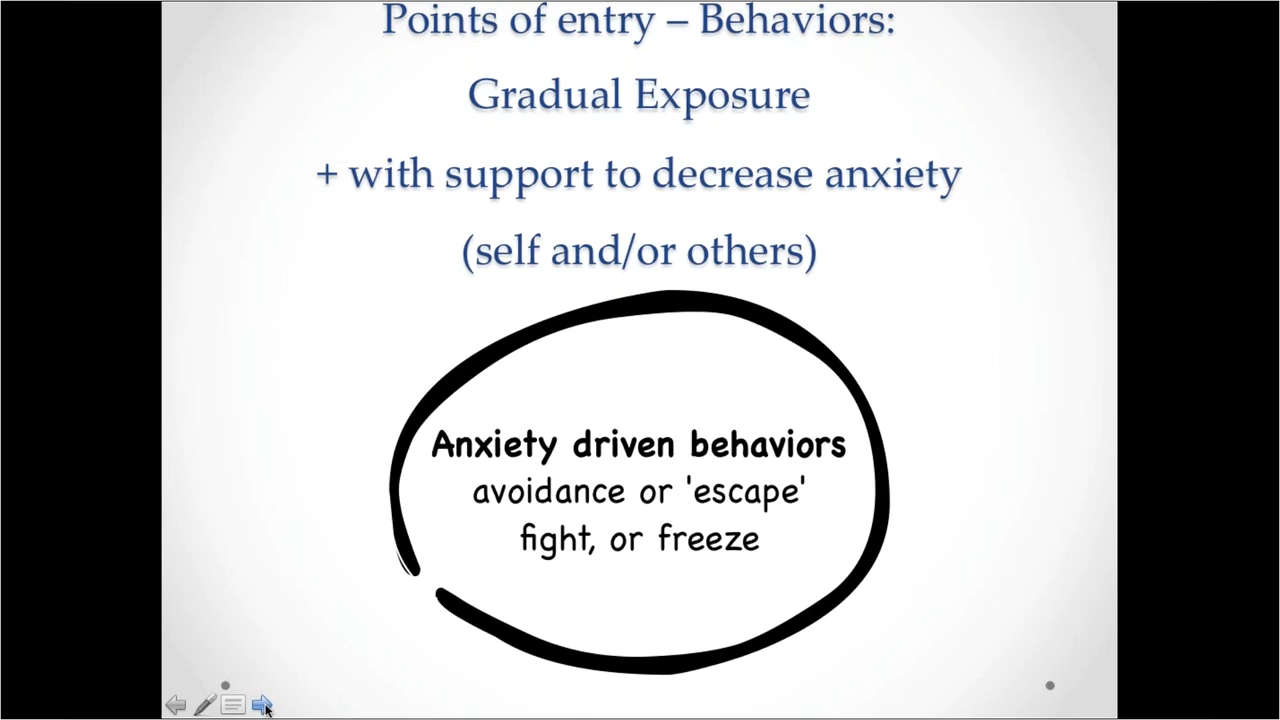 Points of entry – Behaviors:
Gradual Exposure
+ with support to decrease anxiety
(self and/or others)
Anxiety driven behaviors
avoidance or 'escape'
fight, or freeze